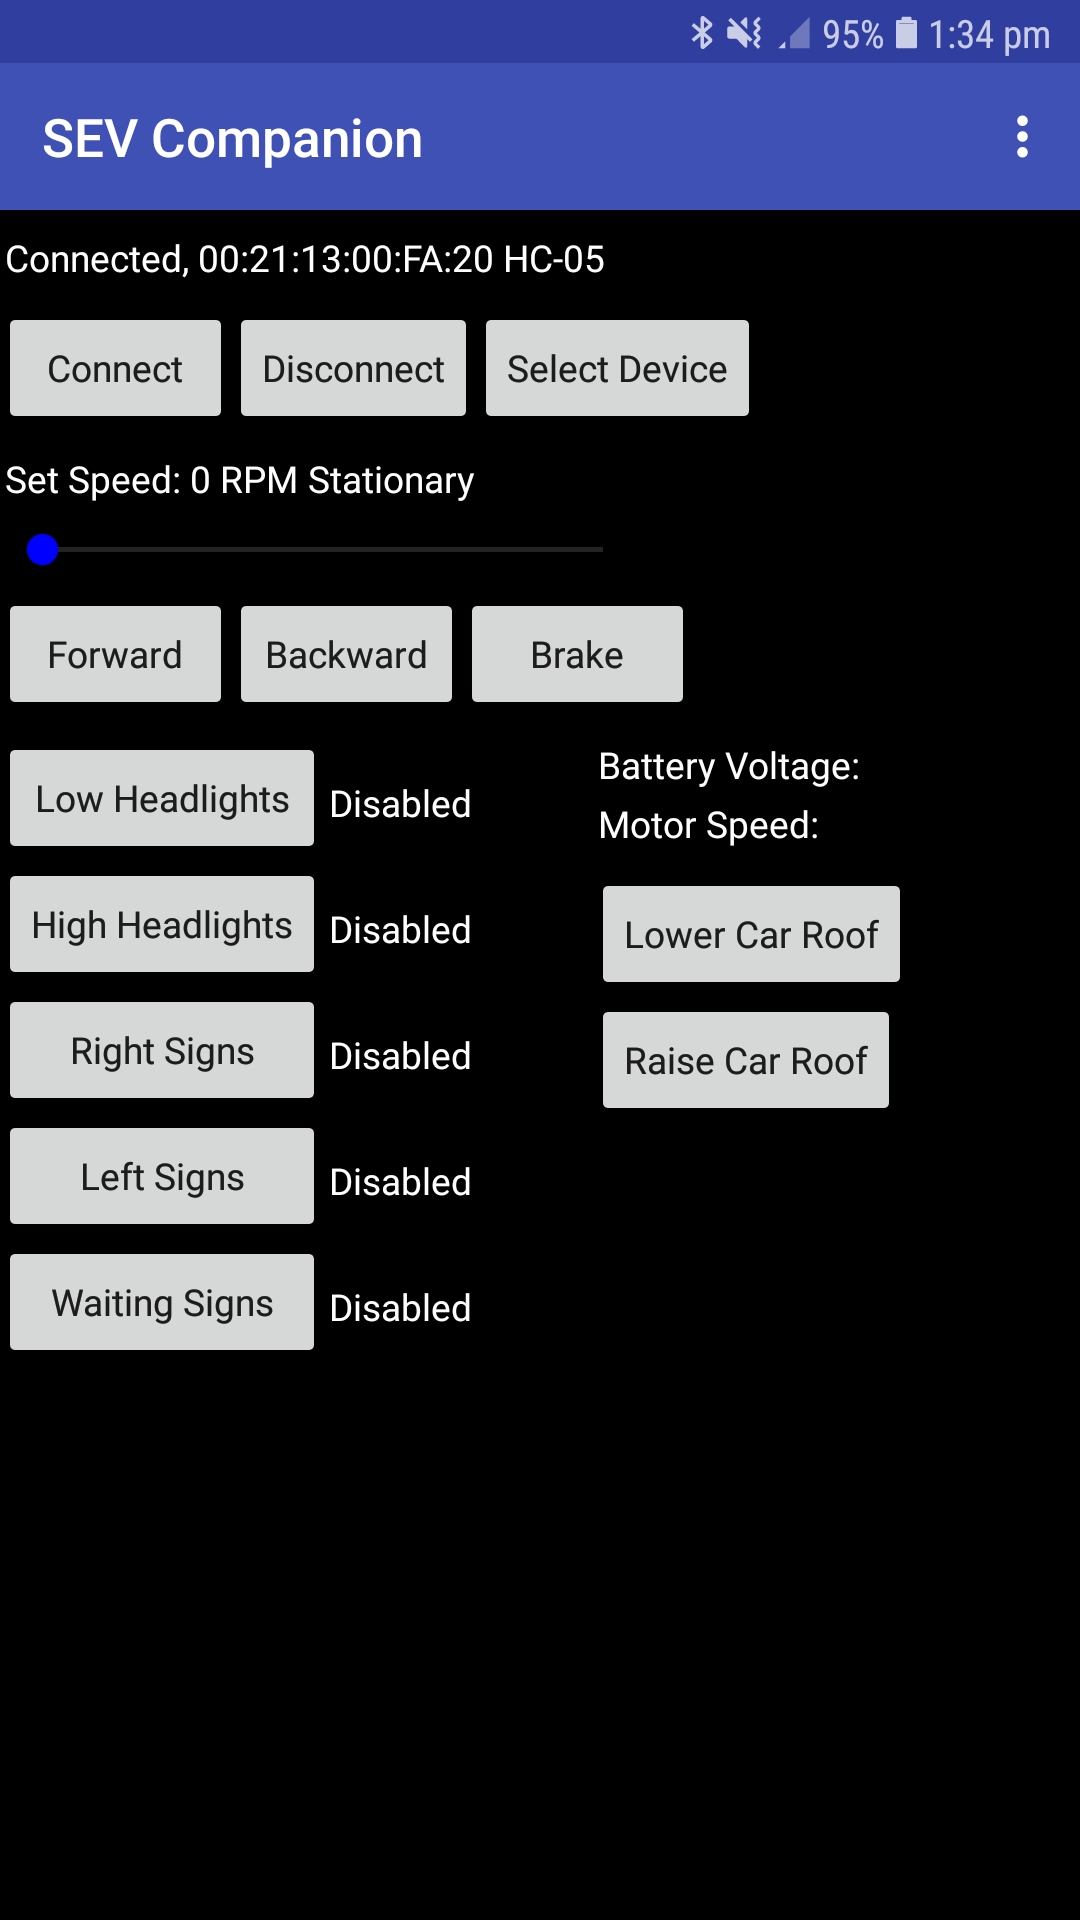 95% 1:34 pm
SEV Companion
Connected, 00:21:13:00:FA:20 HC-05
Connect Disconnect Select Device
Set Speed: 0 RPM Stationary
Forward Backward Brake
Low Headlights Disabled
High Headlights Disabled
Right Signs Disabled
Left Signs Disabled
Waiting Signs Disabled
Battery Voltage:
Motor Speed:
Lower Car Roof
Raise Car Roof